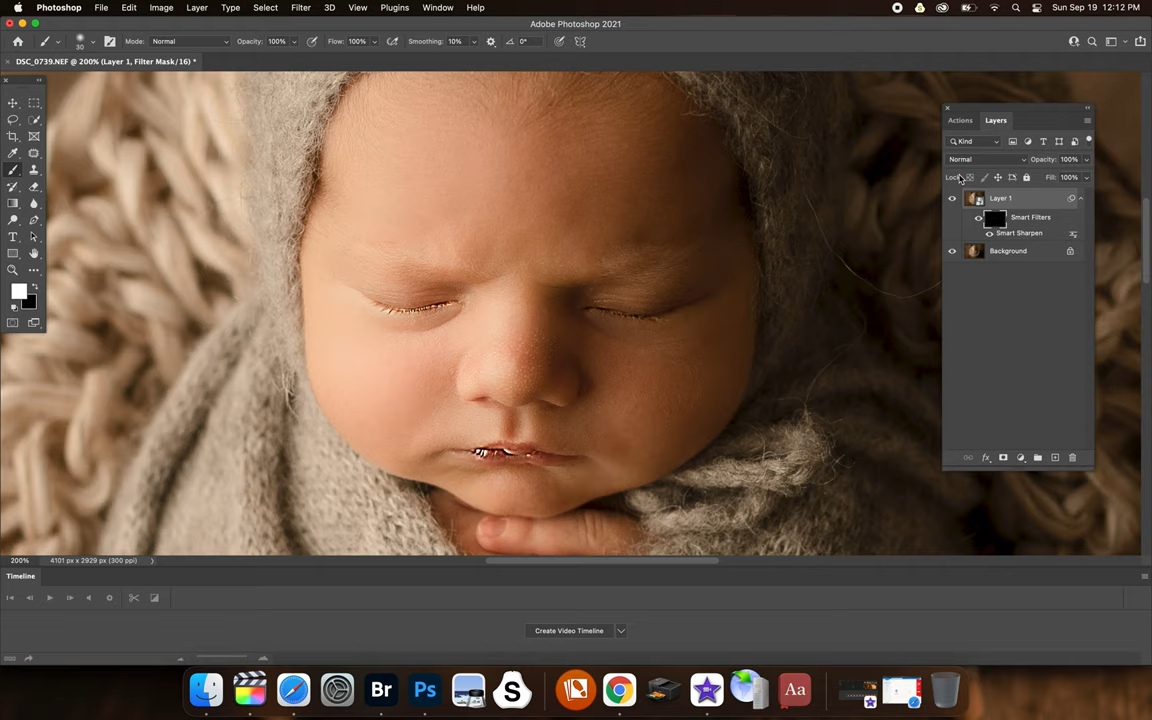 Photoshop File Edit Image Layer Type Select Filter 3D View Plugins Window Help Sun Sep 19 12:12 PM
Adobe Photoshop 2021
30 Mode: Normal Opacity: 100% Flow: 100% Smoothing: 10% 0°
DSC_0739.NEF @ 200% (Layer 1, Filter Mask/16) *
Actions Layers
Kind
Normal Opacity: 100%
Lock: Fill: 100%
Layer 1
Smart Filters
Smart Sharpen
Background
200% 4101 px x 2929 px (300 ppi)
Timeline
Create Video Timeline
Br Ps S Aa